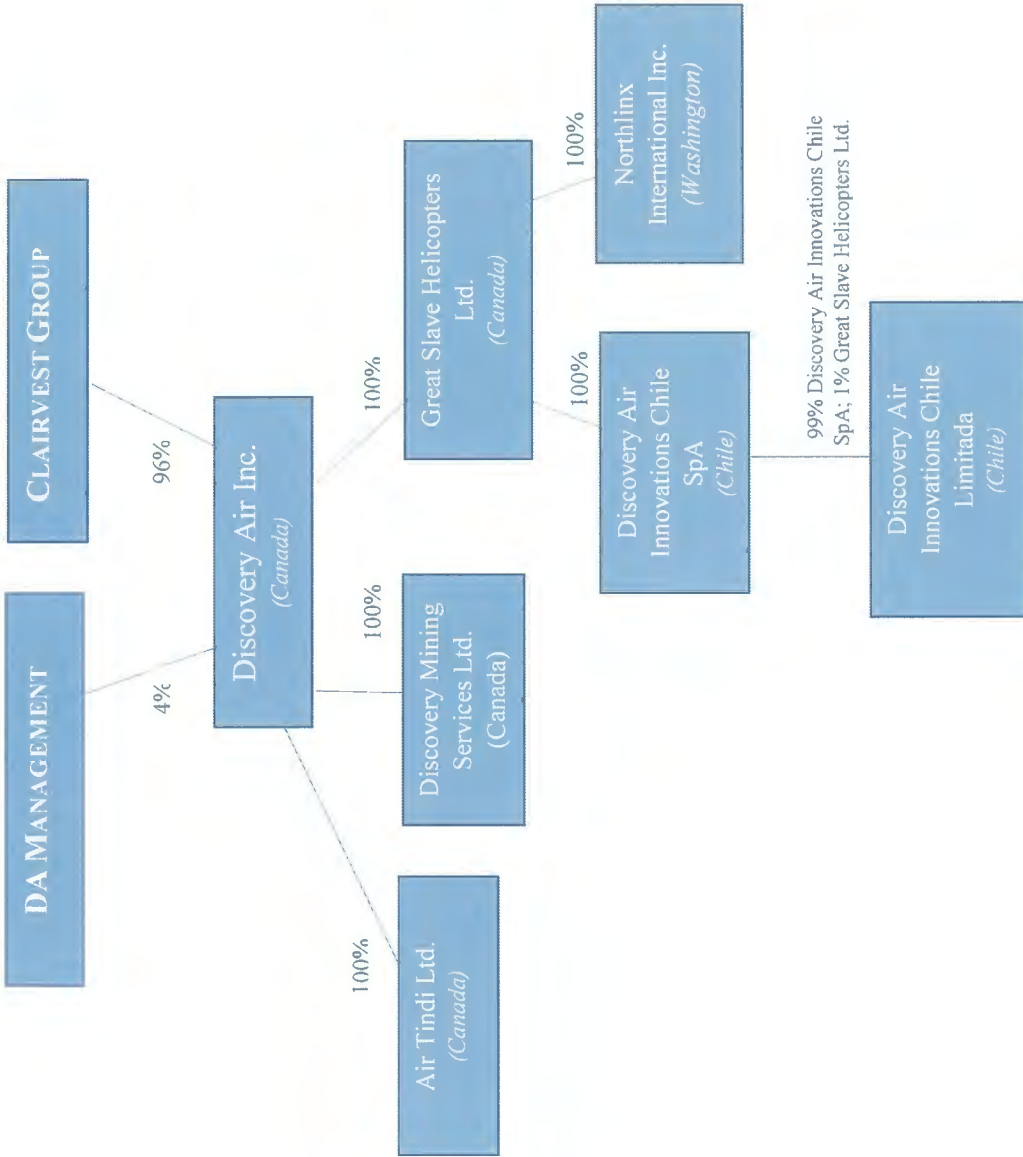 DA MANAGEMENT
CLAIRVEST GROUP
4%
96%
Discovery Air Inc.
(Canada)
100%
100%
100%
Air Tindi Ltd.
(Canada)
Discovery Mining
Services Ltd.
(Canada)
Great Slave Helicopters
Ltd.
(Canada)
100%
100%
Discovery Air
Innovations Chile
SpA
(Chile)
Northlinx
International Inc.
(Washington)
99% Discovery Air Innovations Chile
SpA; 1% Great Slave Helicopters Ltd.
Discovery Air
Innovations Chile
Limitada
(Chile)